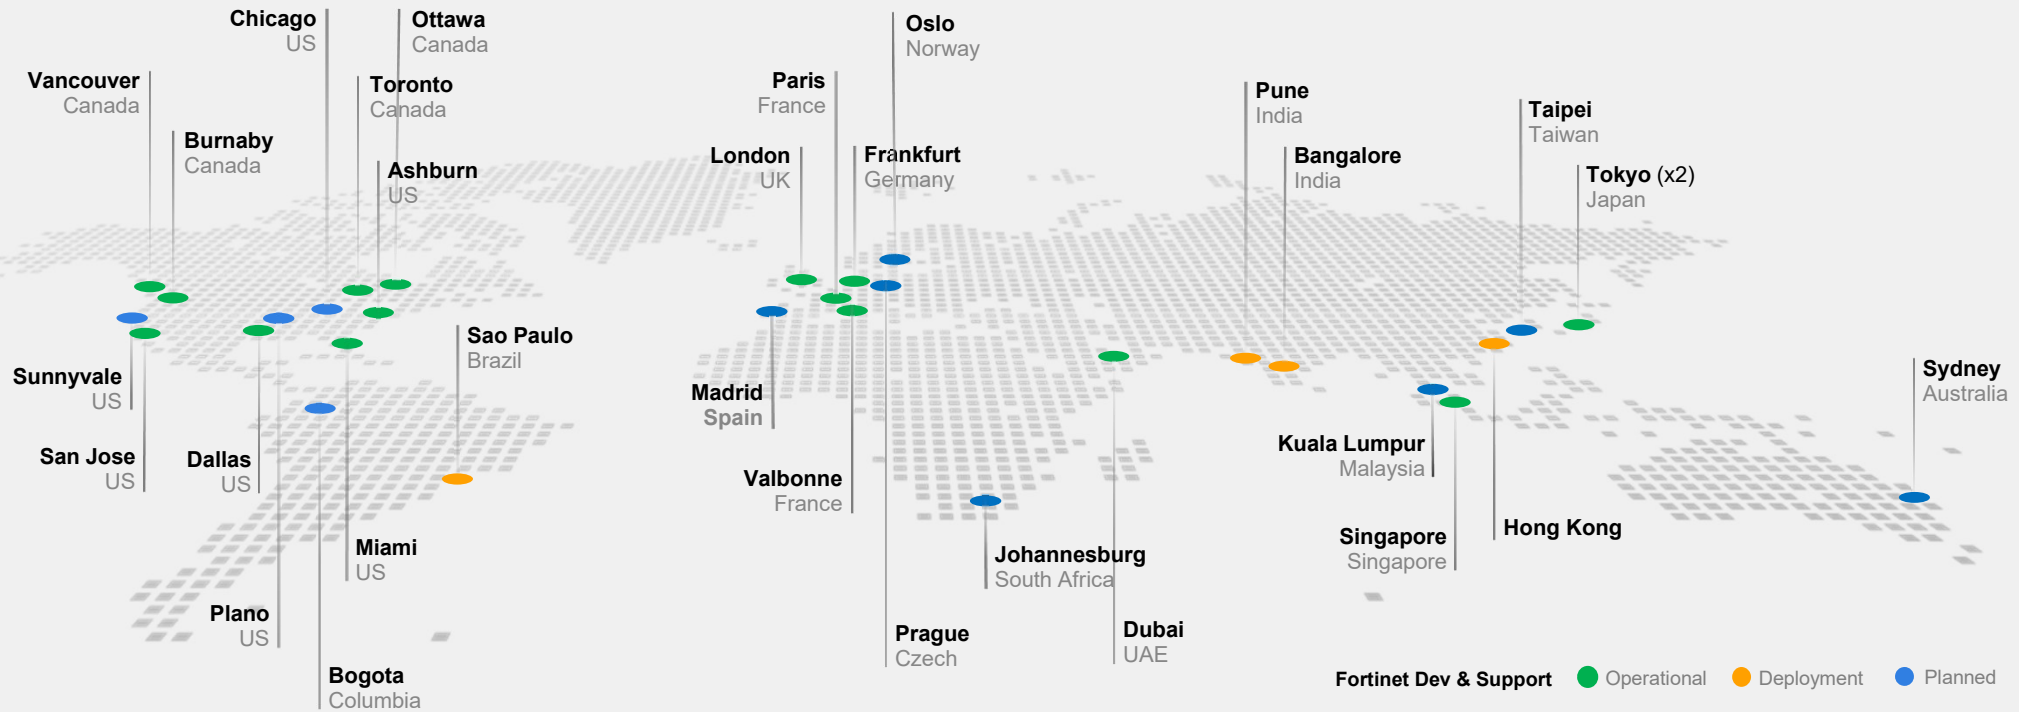 Chicago
US
Ottawa
Canada
Vancouver
Canada
Toronto
Canada
Burnaby
Canada
Ashburn
US
Sao Paulo
Brazil
Sunnyvale
US
San Jose
US
Dallas
US
Miami
US
Plano
US
Bogota
Columbia
Oslo
Norway
Paris
France
London
UK
Frankfurt
Germany
Madrid
Spain
Valbonne
France
Johannesburg
South Africa
Prague
Czech
Dubai
UAE
Pune
India
Bangalore
India
Taipei
Taiwan
Tokyo (x2)
Japan
Kuala Lumpur
Malaysia
Singapore
Singapore
Hong Kong
Sydney
Australia
Fortinet Dev & Support Operational Deployment Planned